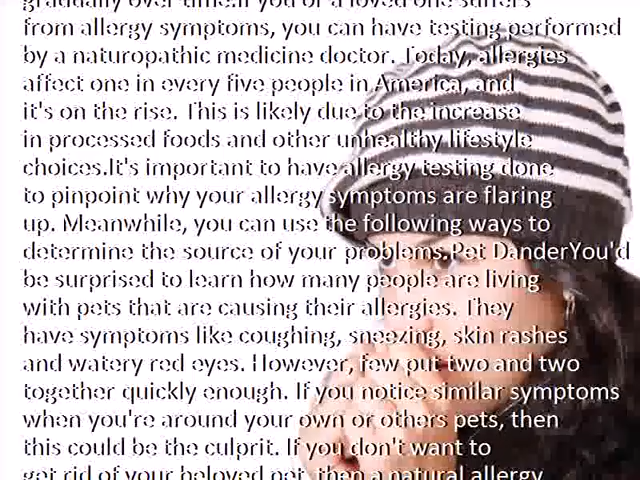 gradually over time.If you or a loved one suffers
from allergy symptoms, you can have testing performed
by a naturopathic medicine doctor. Today, allergies
affect one in every five people in America, and
it's on the rise. This is likely due to the increase
in processed foods and other unhealthy lifestyle
choices.It's important to have allergy testing done
to pinpoint why your allergy symptoms are flaring
up. Meanwhile, you can use the following ways to
determine the source of your problems.Pet DanderYou'd
be surprised to learn how many people are living
with pets that are causing their allergies. They
have symptoms like coughing, sneezing, skin rashes
and watery red eyes. However, few put two and two
together quickly enough. If you notice similar symptoms
when you're around your own or others pets, then
this could be the culprit. If you don't want to
get rid of your beloved pet, then a natural allergy